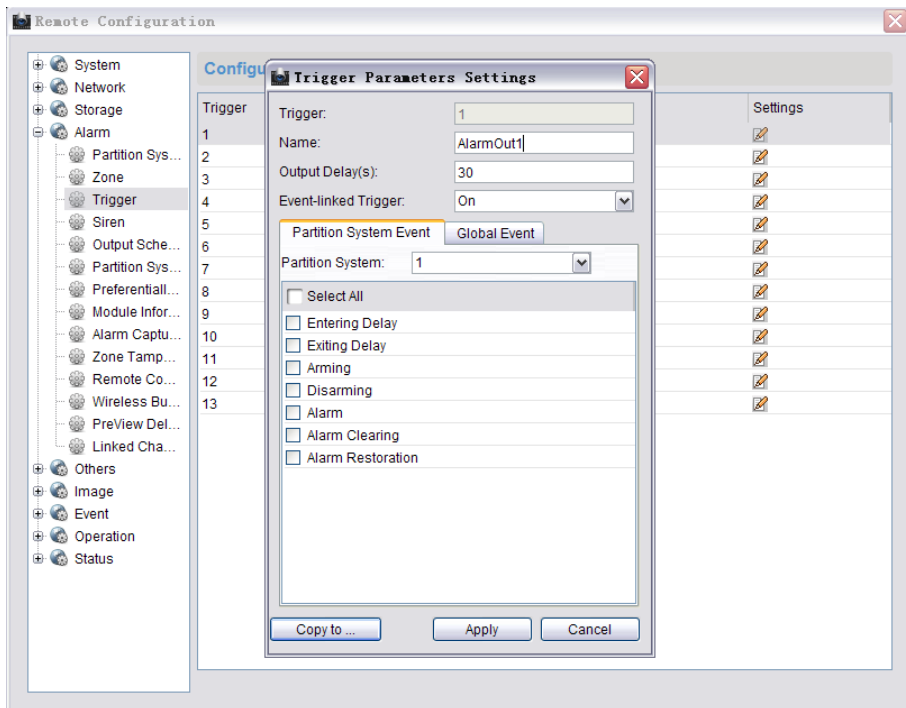 Remote Configuration
System
Network
Storage
Alarm
Partition Sys...
Zone
Trigger
Siren
Output Sche...
Partition Sys...
Preferentiall...
Module Infor...
Alarm Captu...
Zone Tamp...
Remote Co...
Wireless Bu...
PreView Del...
Linked Cha...
Others
Image
Event
Operation
Status
Configu
Trigger
Settings
1
2
3
4
5
6
7
8
9
10
11
12
13
Trigger Parameters Settings
Trigger: 1
Name: AlarmOut1
Output Delay(s): 30
Event-linked Trigger: On
Partition System Event Global Event
Partition System: 1
Select All
Entering Delay
Exiting Delay
Arming
Disarming
Alarm
Alarm Clearing
Alarm Restoration
Copy to ... Apply Cancel